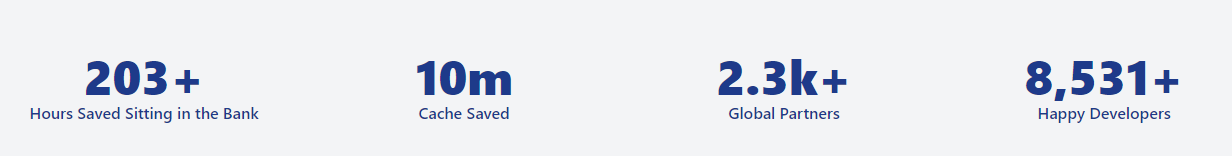 203+ 10m 2.3k+ 8,531+
Hours Saved Sitting in the Bank Cache Saved Global Partners Happy Developers